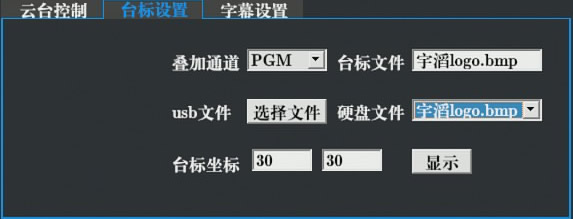 云台控制 台标设置 字幕设置
叠加通道 PGM 台标文件 宇滔logo.bmp
usb文件 选择文件 硬盘文件 宇滔logo.bmp
台标坐标 30 30 显示